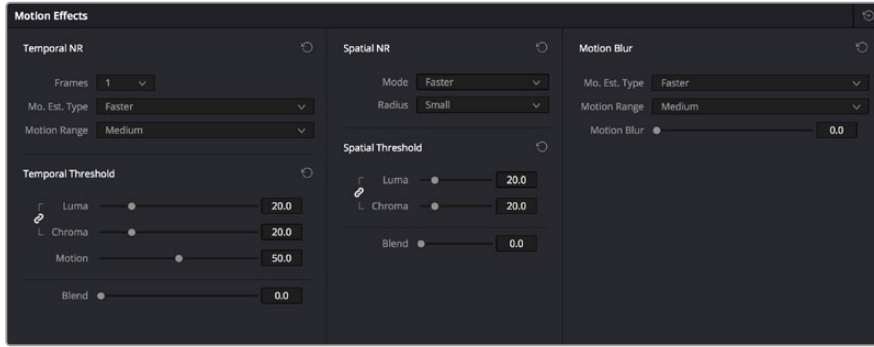 Motion Effects
Temporal NR
Frames 1
Mo. Est. Type Faster
Motion Range Medium
Temporal Threshold
Luma 20.0
Chroma 20.0
Motion 50.0
Blend 0.0
Spatial NR
Mode Faster
Radius Small
Spatial Threshold
Luma 20.0
Chroma 20.0
Blend 0.0
Motion Blur
Mo. Est. Type Faster
Motion Range Medium
Motion Blur 0.0